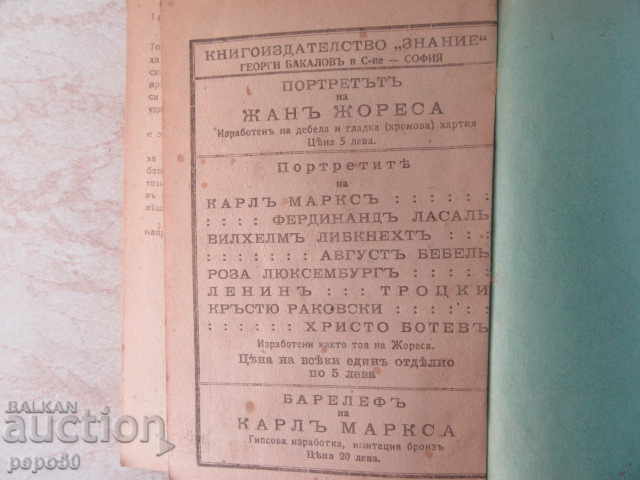 КНИГОИЗДАТЕЛСТВО „ЗНАНИЕ"
ГЕОРГИ БАКАЛОВЪ и С-ие — СОФИЯ
ПОРТРЕТЪТЪ
на
ЖАНЪ ЖОРЕСА
Изработенъ на дебела и гладка (хромова) хартия
Цѣна 5 лева.
Портретитѣ
на
КАРЛЪ МАРКСЪ : : : : : :
: : : : ФЕРДИНАНДЪ ЛАСАЛЬ
ВИЛХЕЛМЪ ЛИБКНЕХТЪ : : :
: : : : : : : АВГУСТЪ БЕБЕЛЬ
РОЗА ЛЮКСЕМБУРГЪ : : : : :
ЛЕНИНЪ : : : ТРОЦКИ
КРЪСТЮ РАКОВСКИ : : : : : :
: : : : : : ХРИСТО БОТЕВЪ
Изработени както тоя на Жореса.
Цѣна на всѣки единъ отдѣлно
по 5 лева
БАРЕЛЕФЪ
на
КАРЛЪ МАРКСА
Гипсова изработка, имитация бронзъ
Цѣна 20 лева.
BALKAN
auction
papo50